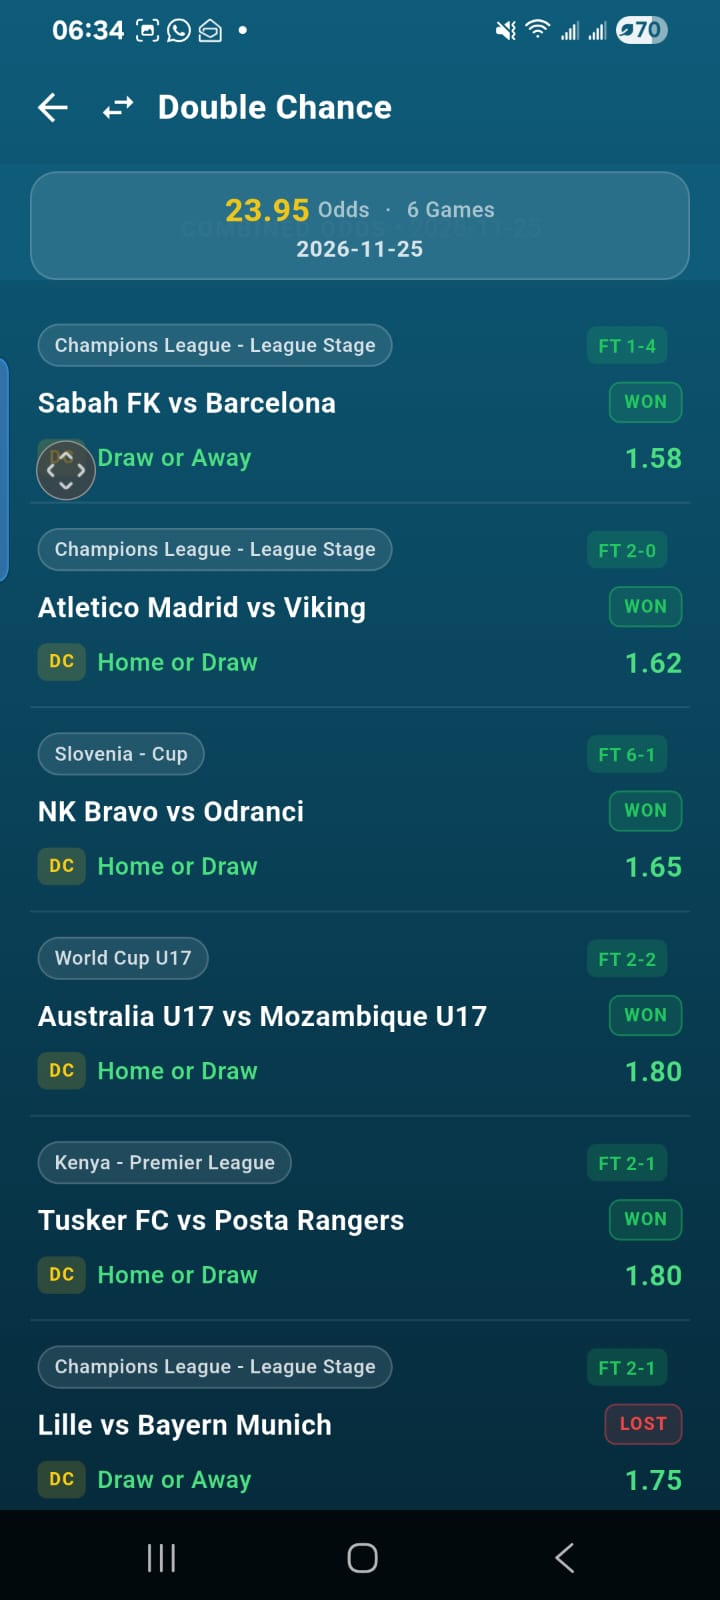 06:34
70
Double Chance
23.95 Odds · 6 Games
COMBINED ODDS • 2026-11-25
2026-11-25
Champions League - League Stage
FT 1-4
Sabah FK vs Barcelona
WON
Draw or Away
1.58
Champions League - League Stage
FT 2-0
Atletico Madrid vs Viking
WON
DC Home or Draw
1.62
Slovenia - Cup
FT 6-1
NK Bravo vs Odranci
WON
DC Home or Draw
1.65
World Cup U17
FT 2-2
Australia U17 vs Mozambique U17
WON
DC Home or Draw
1.80
Kenya - Premier League
FT 2-1
Tusker FC vs Posta Rangers
WON
DC Home or Draw
1.80
Champions League - League Stage
FT 2-1
Lille vs Bayern Munich
LOST
DC Draw or Away
1.75